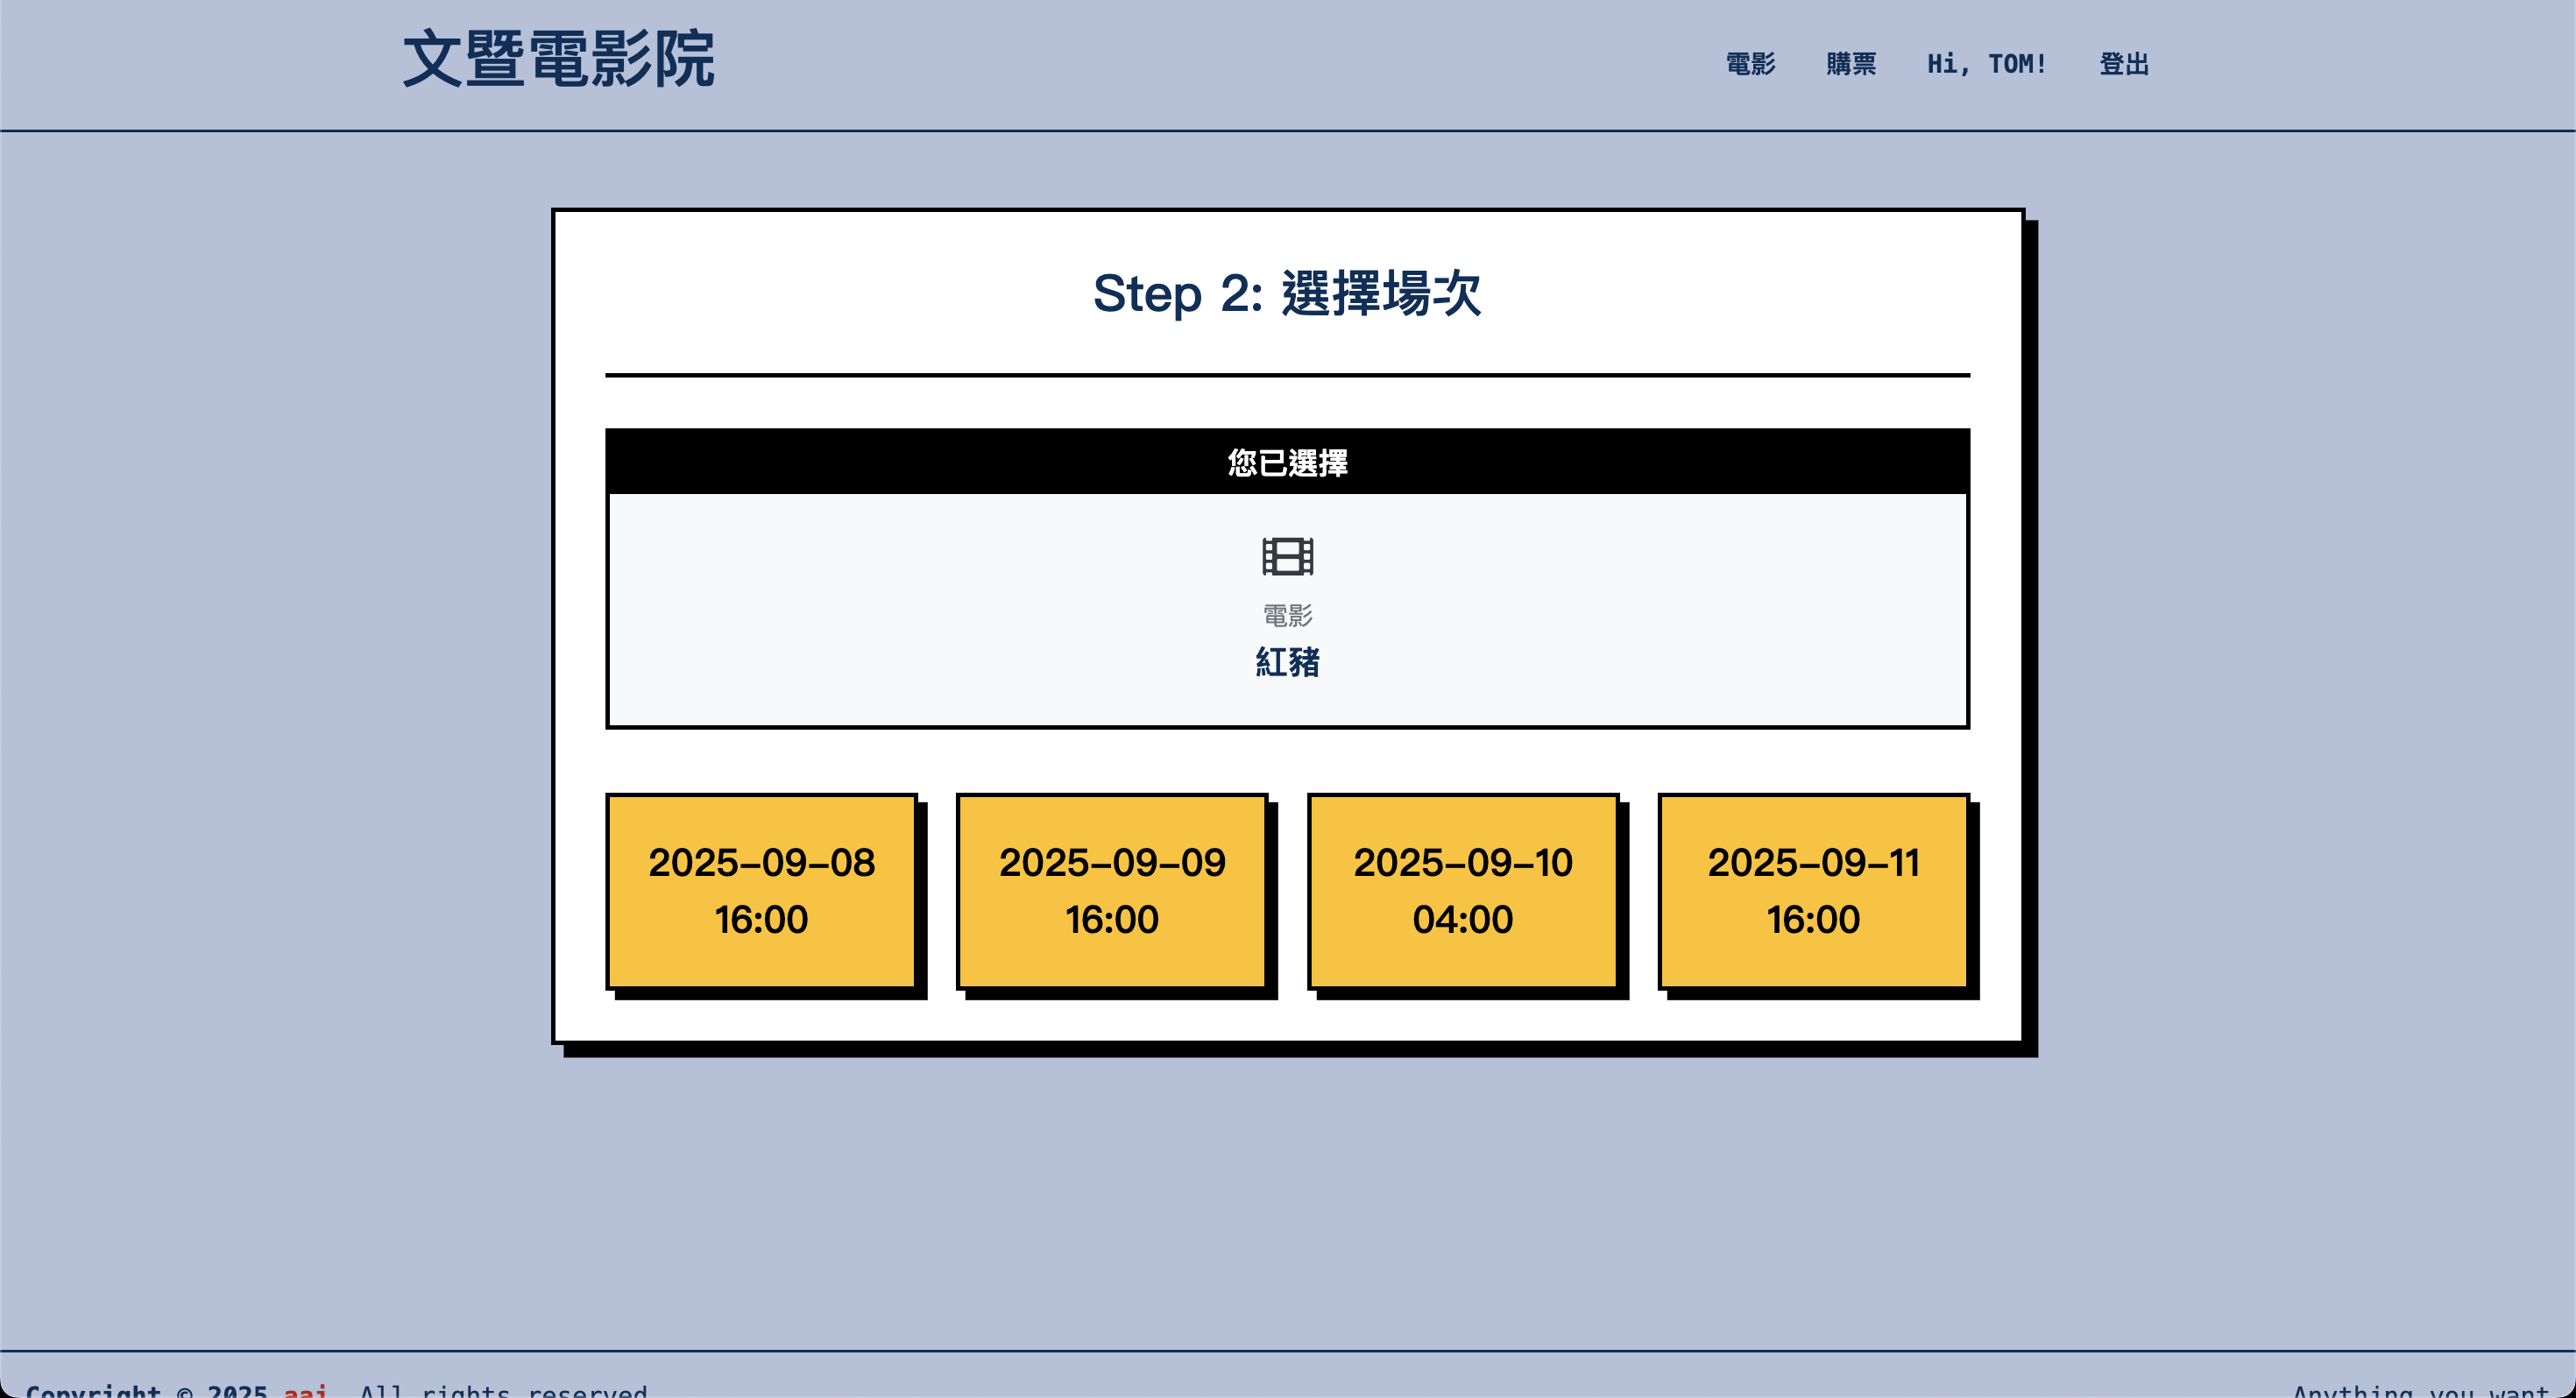 文暨電影院
電影 購票 Hi, TOM! 登出
Step 2: 選擇場次
您已選擇
電影
紅豬
2025-09-08
16:00
2025-09-09
16:00
2025-09-10
04:00
2025-09-11
16:00
Copyright © 2025 aai. All rights reserved.
Anything you want